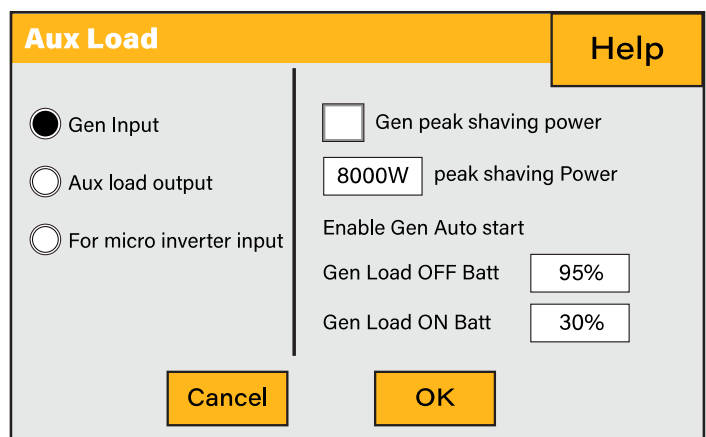 Aux Load
Help
Gen Input
Aux load output
For micro inverter input
Gen peak shaving power
8000W peak shaving Power
Enable Gen Auto start
Gen Load OFF Batt 95%
Gen Load ON Batt 30%
Cancel
OK